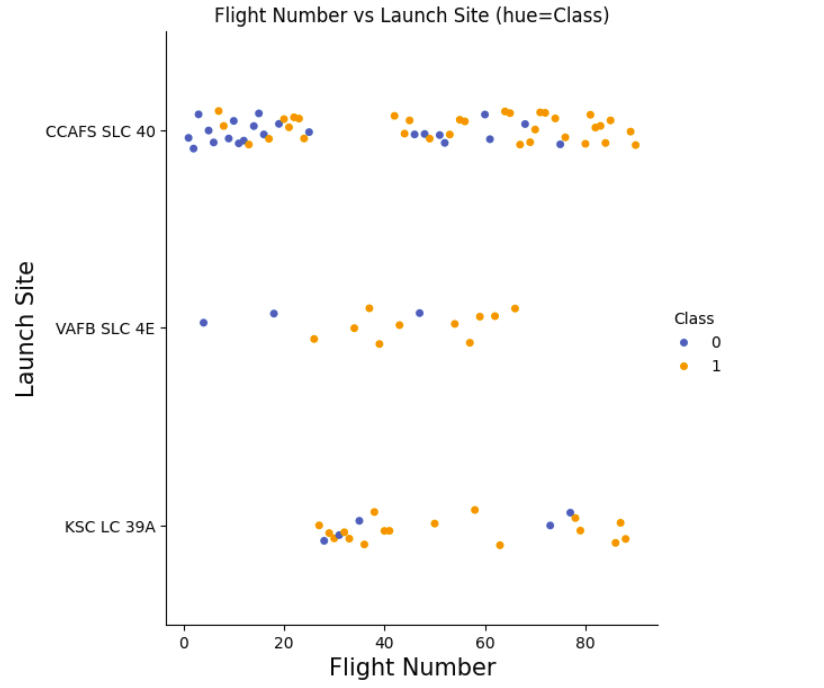 Flight Number vs Launch Site (hue=Class)
CCAFS SLC 40
VAFB SLC 4E
KSC LC 39A
Launch Site
0 20 40 60 80
Flight Number
Class
0
1